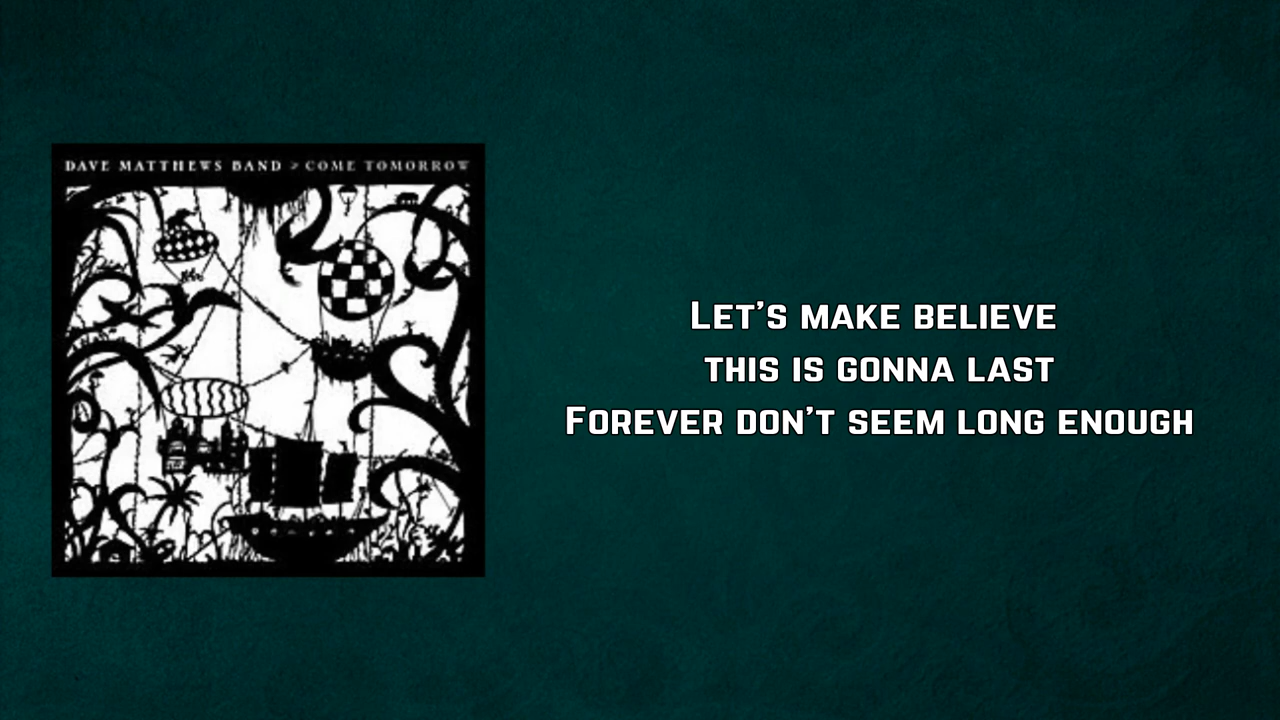 DAVE MATTHEWS BAND > COME TOMORROW
LET'S MAKE BELIEVE
THIS IS GONNA LAST
FOREVER DON'T SEEM LONG ENOUGH